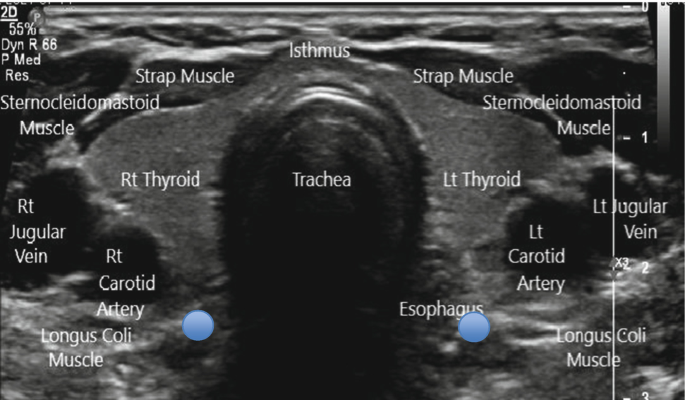 2D
P
55%
Dyn R 66
P Med
Res
0
Isthmus
Strap Muscle
Strap Muscle
Sternocleidomastoid
Muscle
Sternocleidomastoid
Muscle
1
Rt Thyroid
Trachea
Lt Thyroid
Rt
Jugular
Vein
Lt Jugular
Vein
Rt
Carotid
Artery
Lt
Carotid
Artery
2
Esophagus
Longus Coli
Muscle
Longus Coli
Muscle
3